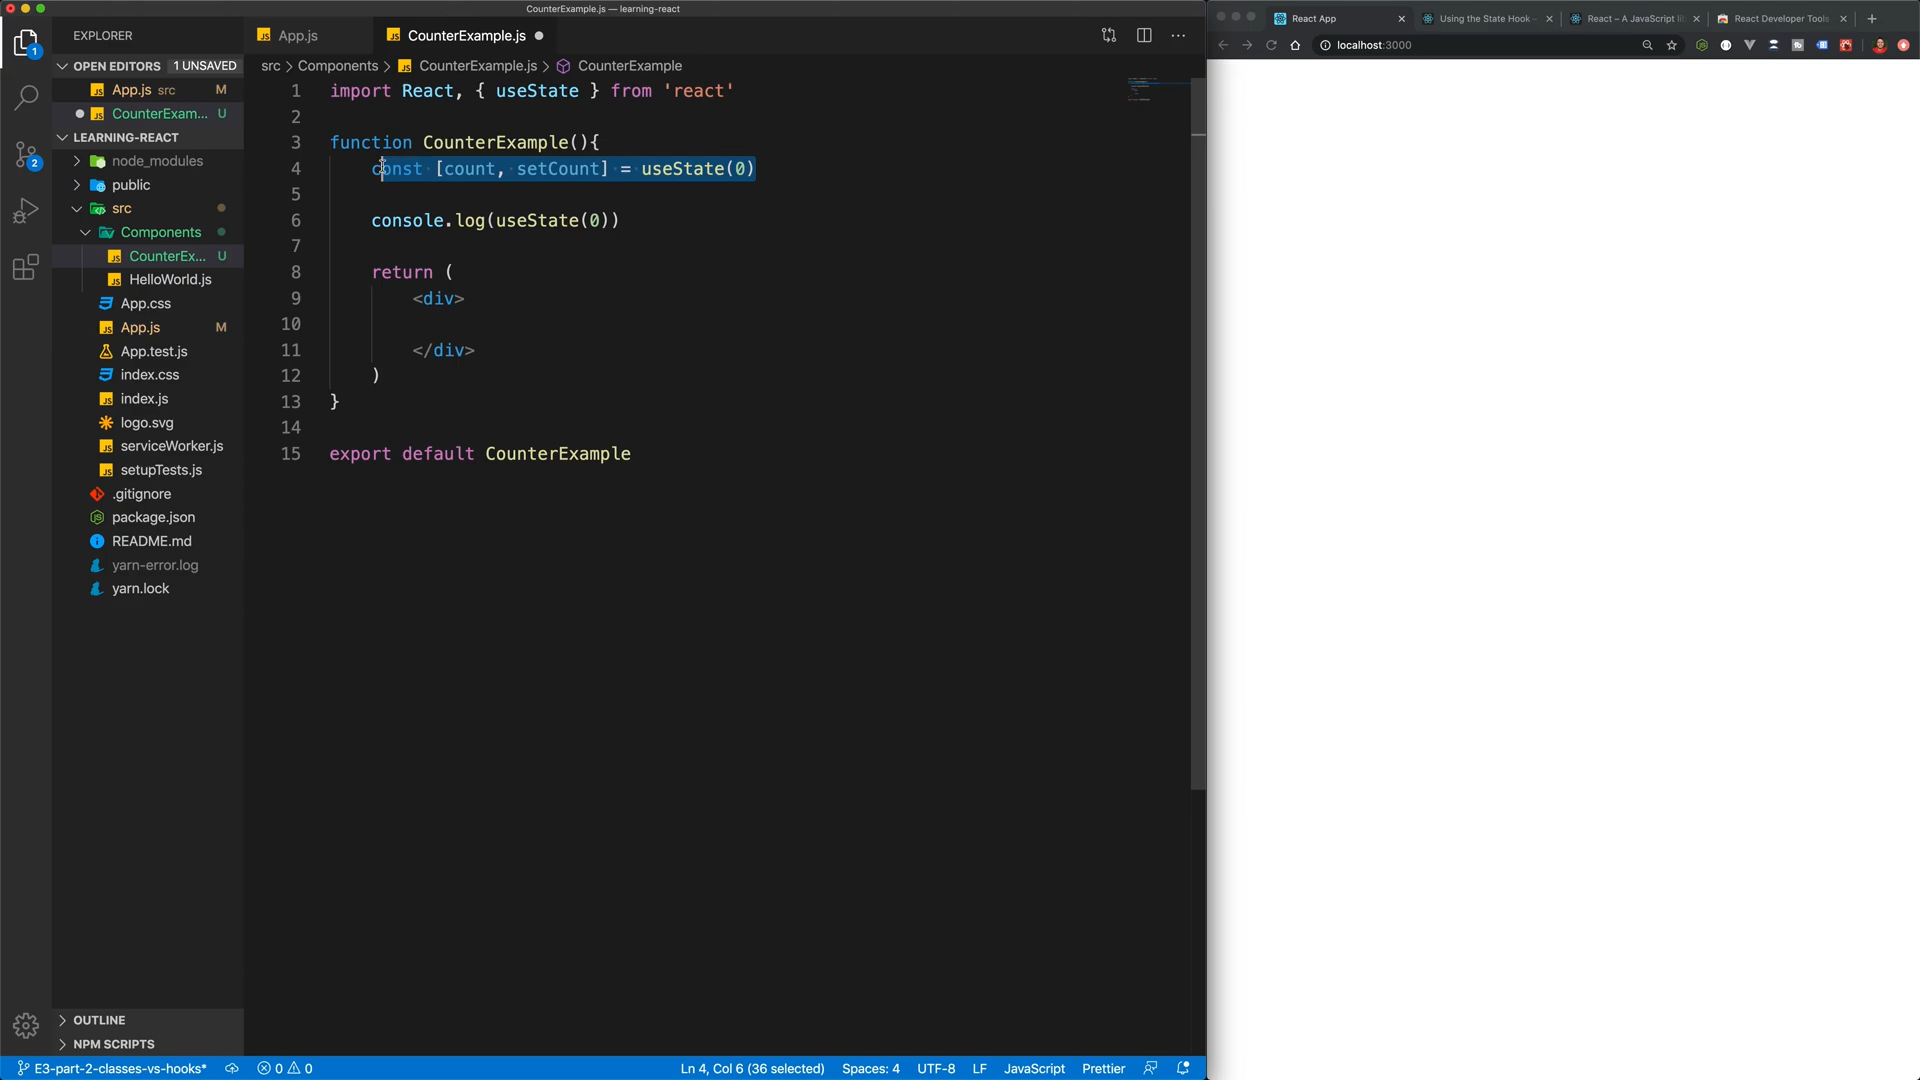 CounterExample.js — learning-react
EXPLORER
OPEN EDITORS 1 UNSAVED
App.js src M
CounterExam... U
LEARNING-REACT
node_modules
public
src
Components
CounterEx... U
HelloWorld.js
App.css
App.js M
App.test.js
index.css
index.js
logo.svg
serviceWorker.js
setupTests.js
.gitignore
package.json
README.md
yarn-error.log
yarn.lock
OUTLINE
NPM SCRIPTS
1
2
App.js
CounterExample.js
src > Components > CounterExample.js > CounterExample
1 import React, { useState } from 'react'
2
3 function CounterExample(){
4 const [count, setCount] = useState(0)
5
6 console.log(useState(0))
7
8 return (
9 <div>
10
11 </div>
12 )
13 }
14
15 export default CounterExample
E3-part-2-classes-vs-hooks* 0 0 Ln 4, Col 6 (36 selected) Spaces: 4 UTF-8 LF JavaScript Prettier
React App
Using the State Hook –
React – A JavaScript li
React Developer Tools
localhost:3000